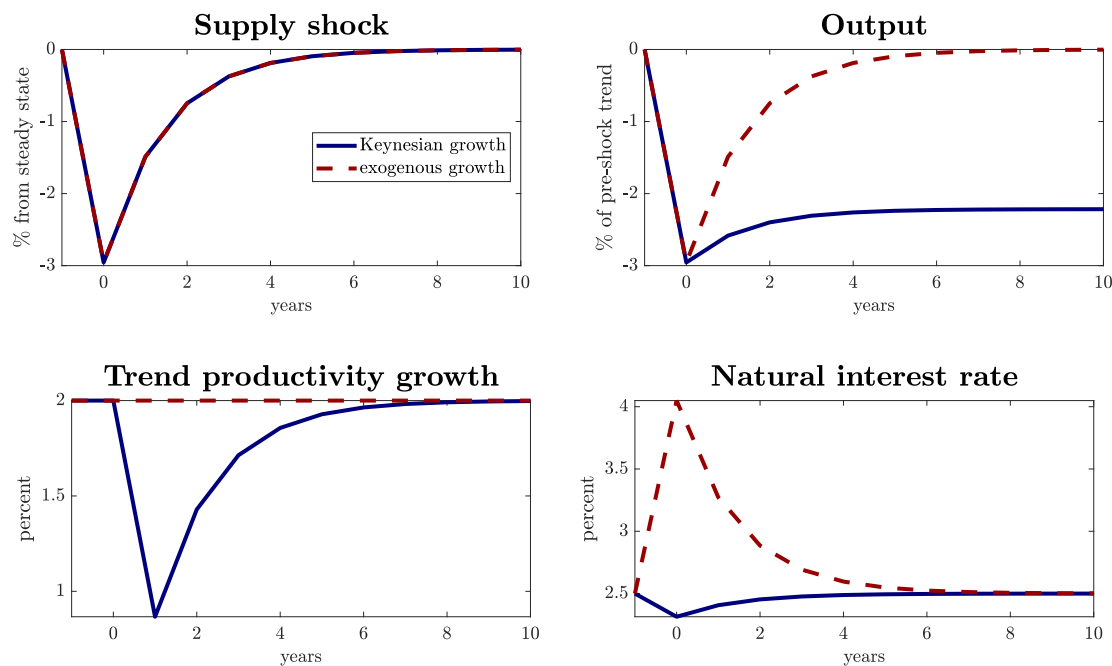 Supply shock
% from steady state
0
-1
-2
-3
Keynesian growth
exogenous growth
0 2 4 6 8 10
years
Output
% of pre-shock trend
0
-1
-2
-3
0 2 4 6 8 10
years
Trend productivity growth
percent
2
1.5
1
0 2 4 6 8 10
years
Natural interest rate
percent
4
3.5
3
2.5
0 2 4 6 8 10
years